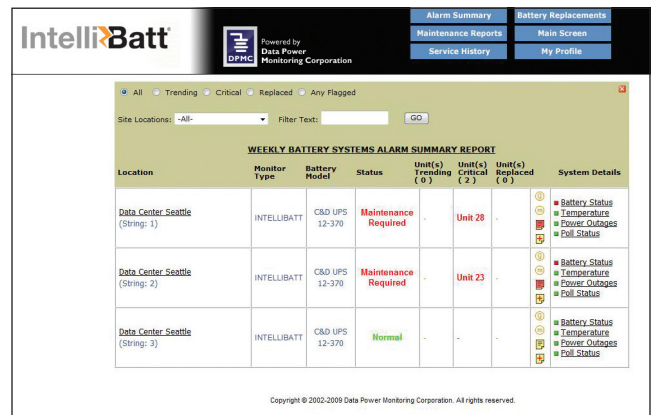 Intelli Batt
DPMC
Powered by
Data Power
Monitoring Corporation
Alarm Summary
Battery Replacements
Maintenance Reports
Main Screen
Service History
My Profile
All Trending Critical Replaced Any Flagged
Site Locations: -All- Filter Text: GO
WEEKLY BATTERY SYSTEMS ALARM SUMMARY REPORT
Location Monitor Type Battery Model Status Unit(s) Trending ( 0 ) Unit(s) Critical ( 2 ) Unit(s) Replaced ( 0 ) System Details
Data Center Seattle
(String: 1)
INTELLIBATT
C&D UPS
12-370
Maintenance
Required
-
Unit 28
-
Battery Status
Temperature
Power Outages
Poll Status
Data Center Seattle
(String: 2)
INTELLIBATT
C&D UPS
12-370
Maintenance
Required
-
Unit 23
-
Battery Status
Temperature
Power Outages
Poll Status
Data Center Seattle
(String: 3)
INTELLIBATT
C&D UPS
12-370
Normal
-
-
-
Battery Status
Temperature
Power Outages
Poll Status
Copyright © 2002-2009 Data Power Monitoring Corporation. All rights reserved.